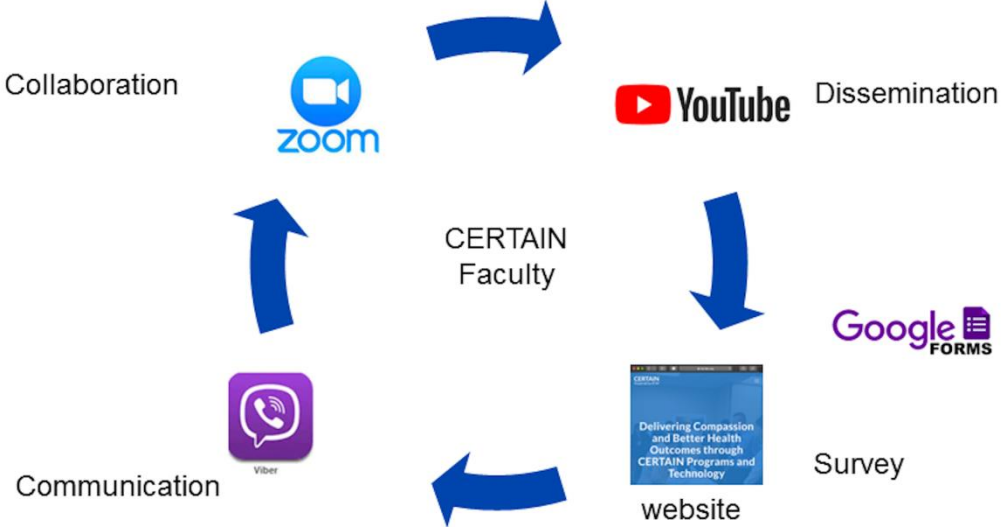 Collaboration
zoom
YouTube
Dissemination
CERTAIN
Faculty
Google
FORMS
CERTAIN
Delivering Compassion
and Better Health
Outcomes through
CERTAIN Programs and
Technology
Viber
Survey
Communication
website